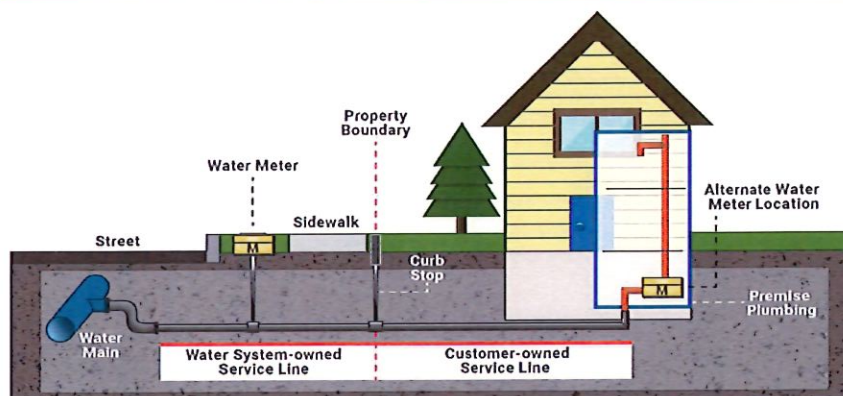 Property
Boundary
Water Meter
Alternate Water
Meter Location
Sidewalk
Street
M
Curb
Stop
M
Premise
Plumbing
Water
Main
Water System-owned
Service Line
Customer-owned
Service Line